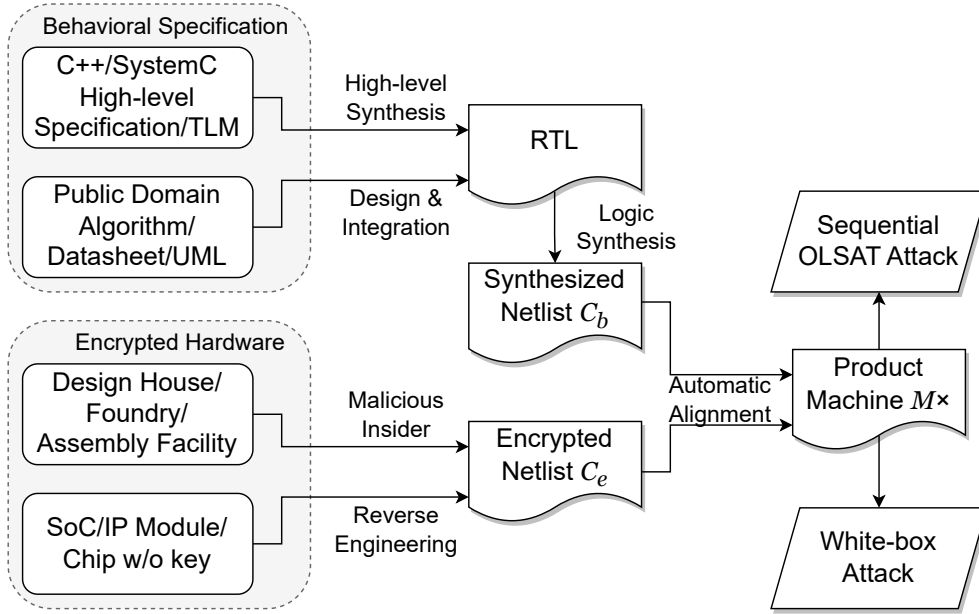 Behavioral Specification
C++/SystemC
High-level
Specification/TLM
Public Domain
Algorithm/
Datasheet/UML
High-level
Synthesis
Design &
Integration
RTL
Logic
Synthesis
Synthesized
Netlist C_b
Encrypted Hardware
Design House/
Foundry/
Assembly Facility
SoC/IP Module/
Chip w/o key
Malicious
Insider
Reverse
Engineering
Encrypted
Netlist C_e
Automatic
Alignment
Product
Machine M×
Sequential
OLSAT Attack
White-box
Attack